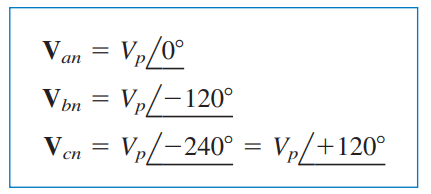 V_an = V_p∠0°
V_bn = V_p∠−120°
V_cn = V_p∠−240° = V_p∠+120°